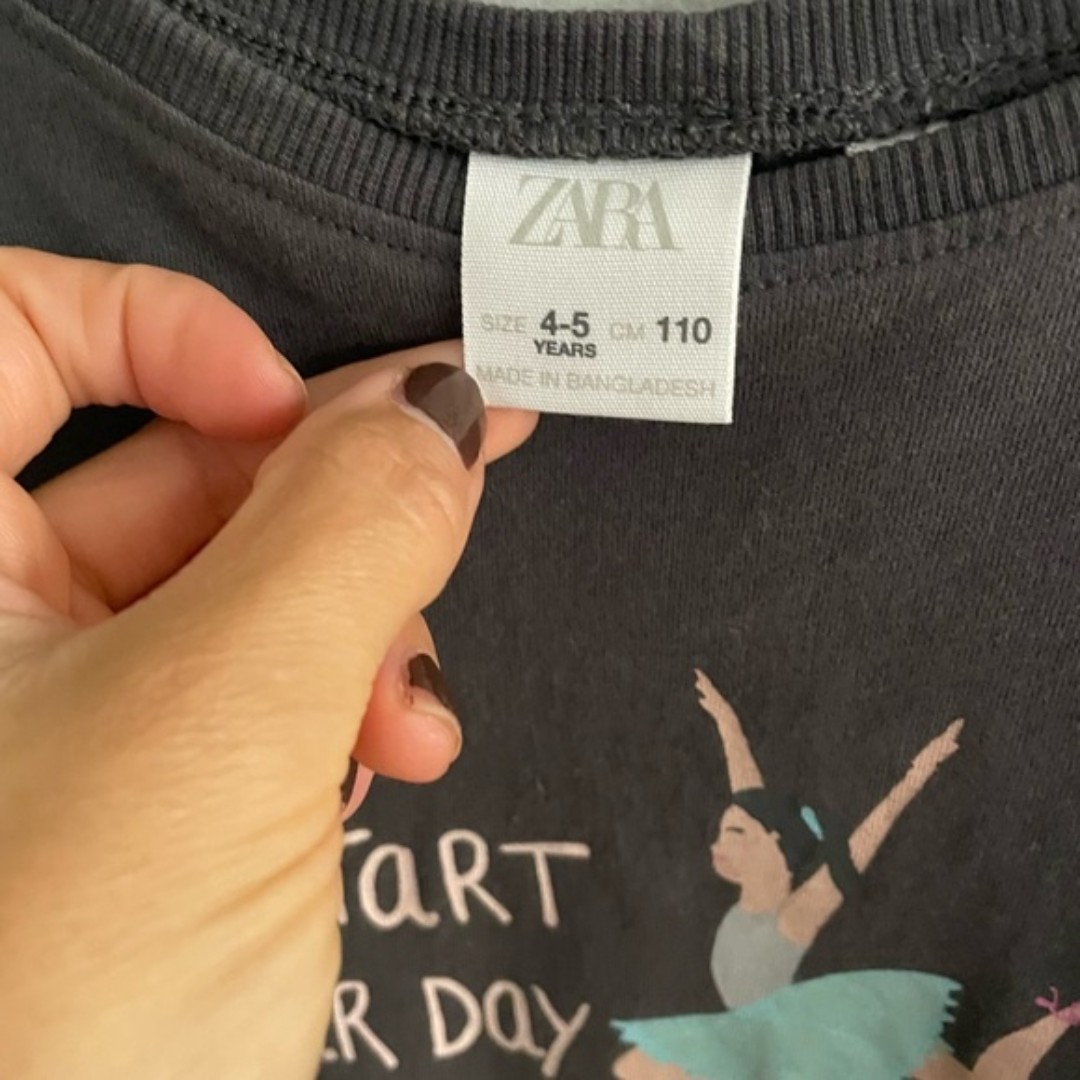 ZARA
SIZE 4-5 CM 110
YEARS
MADE IN BANGLADESH
TaRT
R Day